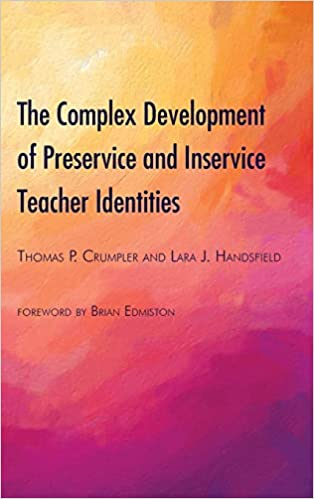 The Complex Development
of Preservice and Inservice
Teacher Identities
Thomas P. Crumpler and Lara J. Handsfield
foreword by Brian Edmiston